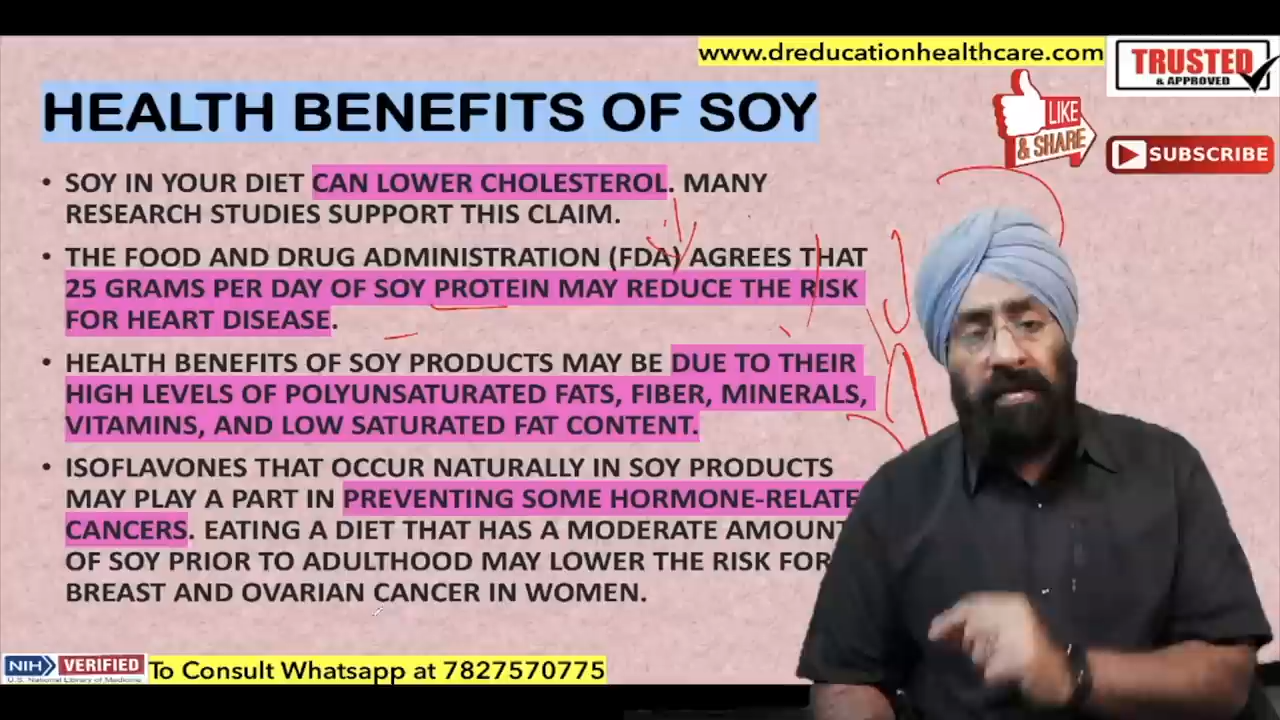 www.dreducationhealthcare.com
TRUSTED
& APPROVED
HEALTH BENEFITS OF SOY
LIKE
& SHARE
SUBSCRIBE
• SOY IN YOUR DIET CAN LOWER CHOLESTEROL. MANY
RESEARCH STUDIES SUPPORT THIS CLAIM.
• THE FOOD AND DRUG ADMINISTRATION (FDA) AGREES THAT
25 GRAMS PER DAY OF SOY PROTEIN MAY REDUCE THE RISK
FOR HEART DISEASE.
• HEALTH BENEFITS OF SOY PRODUCTS MAY BE DUE TO THEIR
HIGH LEVELS OF POLYUNSATURATED FATS, FIBER, MINERALS,
VITAMINS, AND LOW SATURATED FAT CONTENT.
• ISOFLAVONES THAT OCCUR NATURALLY IN SOY PRODUCTS
MAY PLAY A PART IN PREVENTING SOME HORMONE-RELATE
CANCERS. EATING A DIET THAT HAS A MODERATE AMOUNT
OF SOY PRIOR TO ADULTHOOD MAY LOWER THE RISK FOR
BREAST AND OVARIAN CANCER IN WOMEN.
NIH VERIFIED
U.S. National Library of Medicine
To Consult Whatsapp at 7827570775